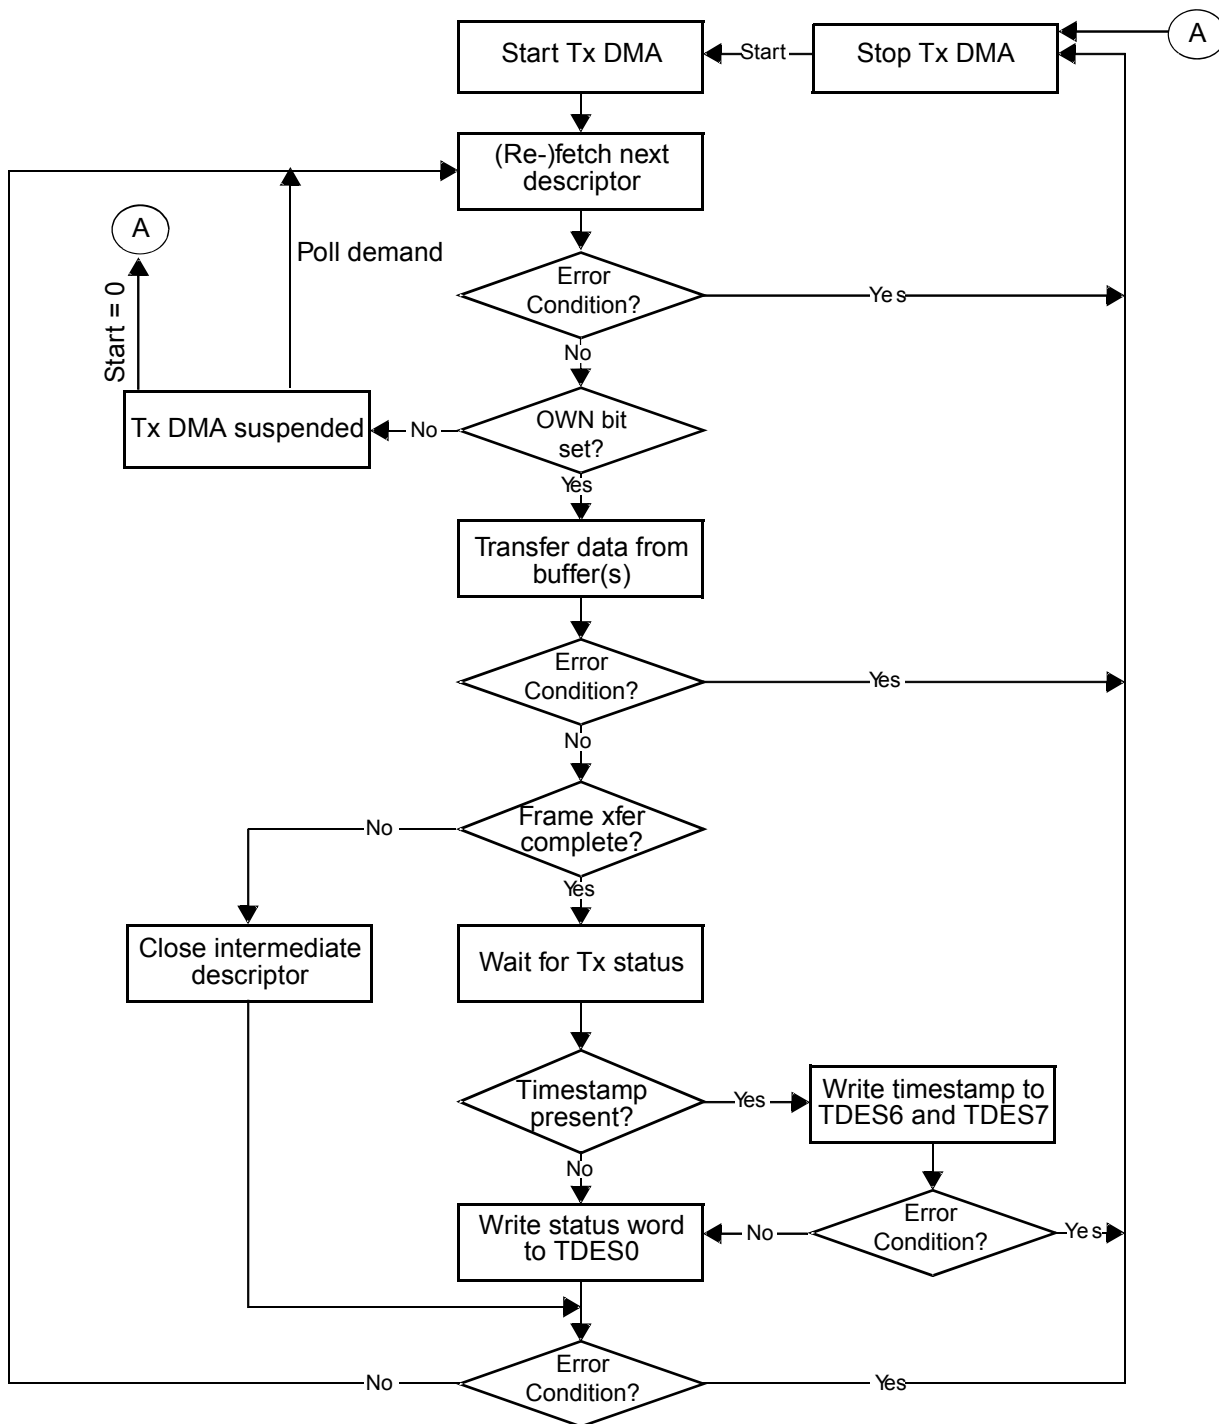 Start Tx DMA
Start
Stop Tx DMA
A
(Re-)fetch next
descriptor
A
Poll demand
Start = 0
Error
Condition?
Yes
No
Tx DMA suspended
No
OWN bit
set?
Yes
Transfer data from
buffer(s)
Error
Condition?
Yes
No
Frame xfer
complete?
No
Yes
Close intermediate
descriptor
Wait for Tx status
Timestamp
present?
Yes
Write timestamp to
TDES6 and TDES7
No
Write status word
to TDES0
No
Error
Condition?
Yes
Error
Condition?
No
Yes